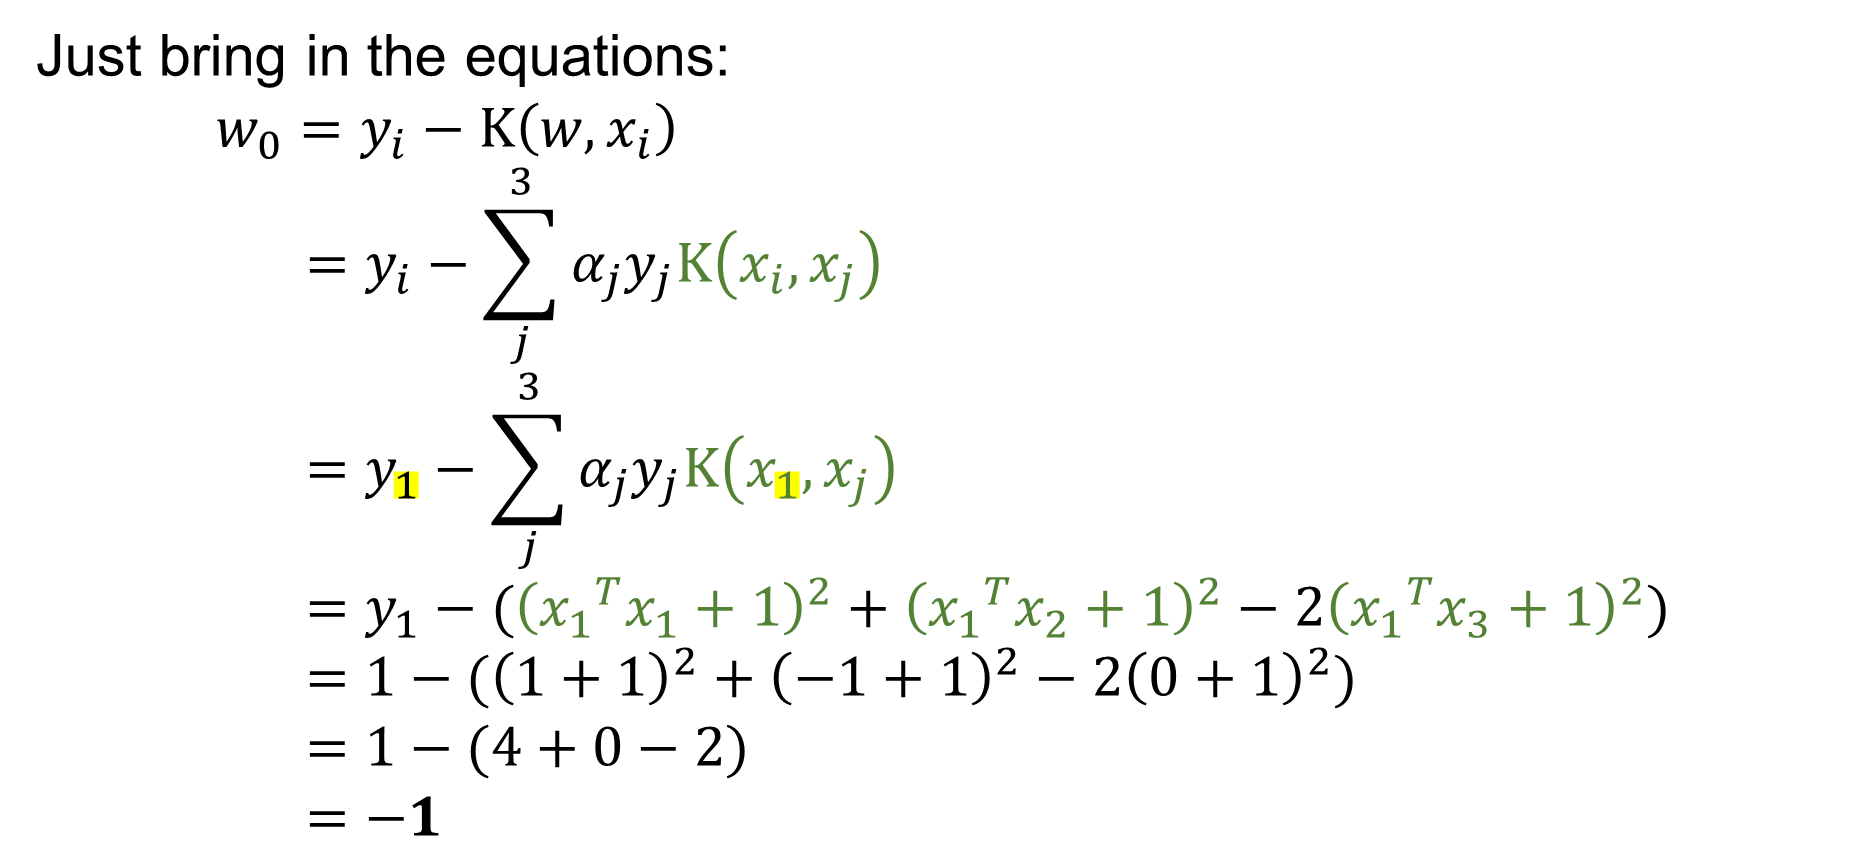 Just bring in the equations:
w₀ = yᵢ − K(w, xᵢ)
= yᵢ − ∑ⱼ³ αⱼyⱼK(xᵢ, xⱼ)
= y₁ − ∑ⱼ³ αⱼyⱼK(x₁, xⱼ)
= y₁ − ((x₁ᵀx₁ + 1)² + (x₁ᵀx₂ + 1)² − 2(x₁ᵀx₃ + 1)²)
= 1 − ((1 + 1)² + (−1 + 1)² − 2(0 + 1)²)
= 1 − (4 + 0 − 2)
= −1